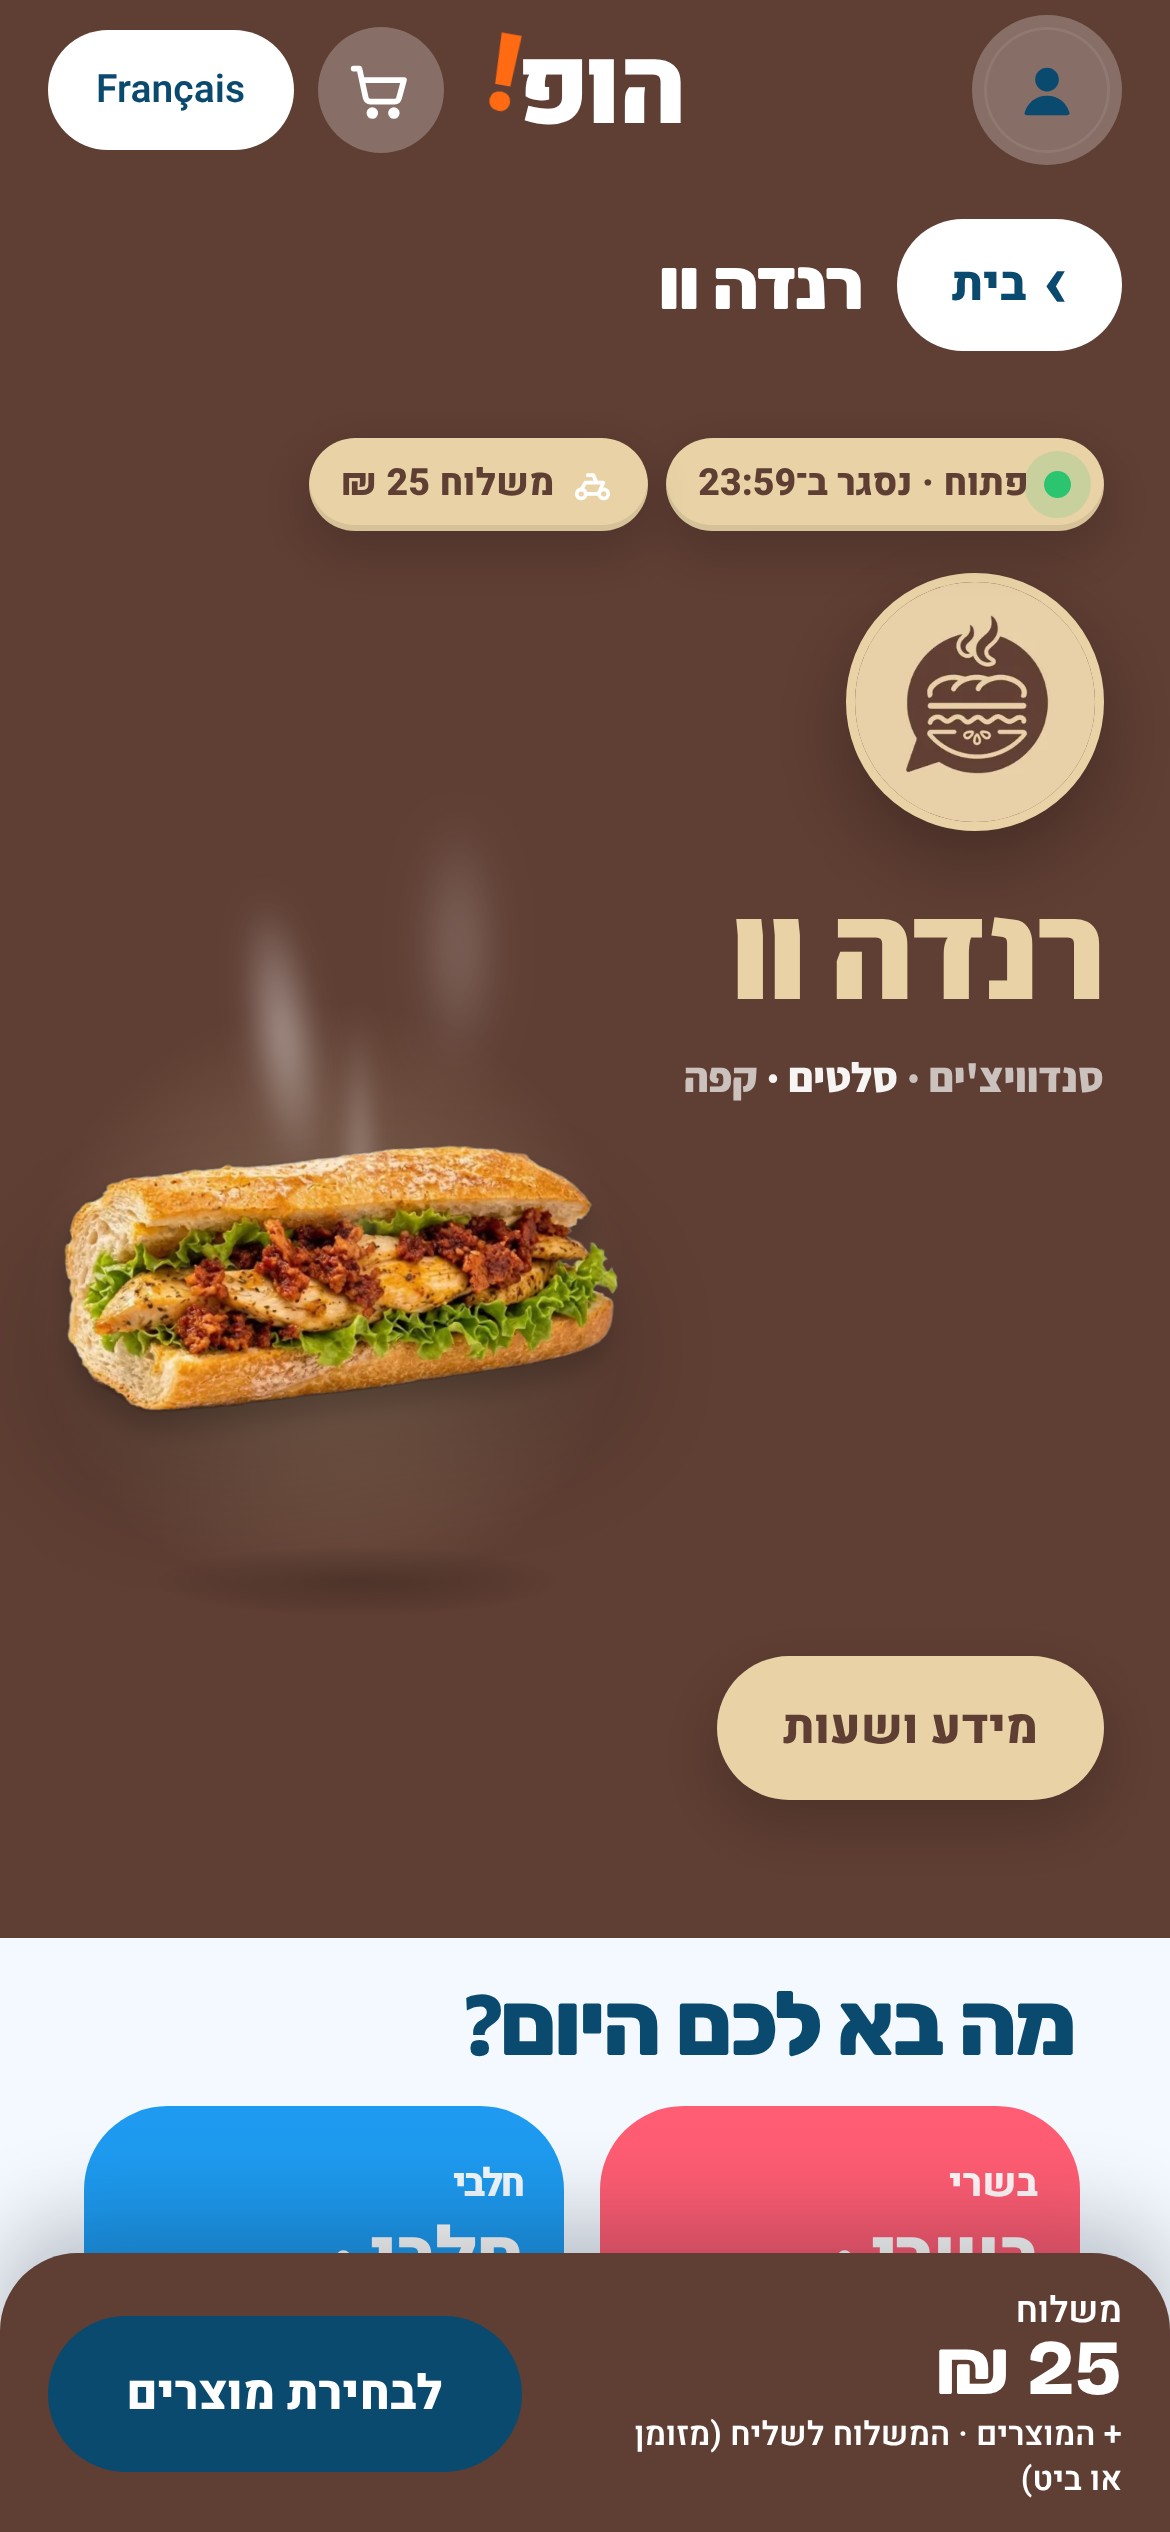 הופ!
Français
בית
רנדה וו
פתוח · נסגר ב־23:59
משלוח 25 ₪
רנדה וו
סנדוויצ'ים · סלטים · קפה
מידע ושעות
מה בא לכם היום?
בשרי
חלבי
משלוח
25 ₪
+ המוצרים · המשלוח לשליח (מזומן
או ביט)
לבחירת מוצרים